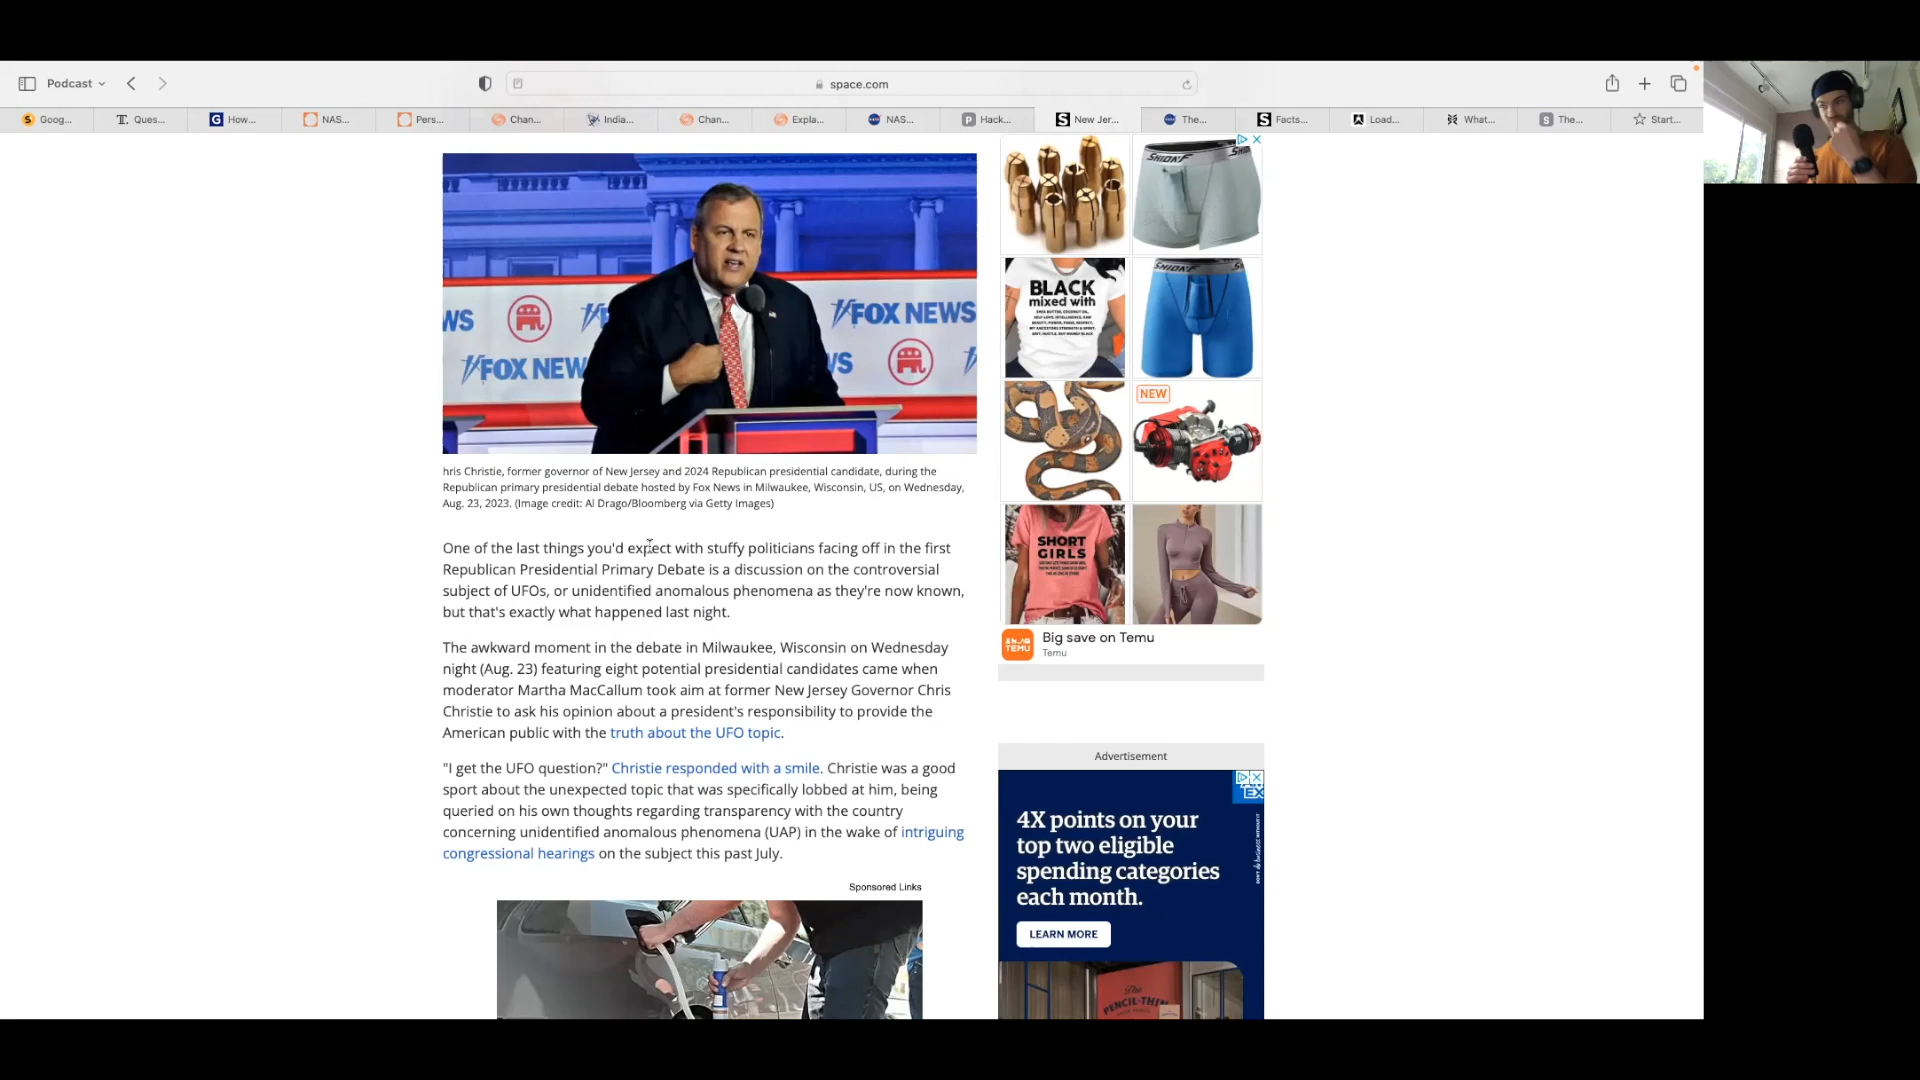 Podcast
space.com
Goog...
Ques...
How...
NAS...
Pers...
Chan...
India...
Chan...
Expla...
NAS...
Hack...
New Jer...
The...
Facts...
Load...
What...
The...
Start...
WS
FOX NEW
FOX NEWS
WS
hris Christie, former governor of New Jersey and 2024 Republican presidential candidate, during the
Republican primary presidential debate hosted by Fox News in Milwaukee, Wisconsin, US, on Wednesday,
Aug. 23, 2023. (Image credit: Al Drago/Bloomberg via Getty Images)
One of the last things you'd expect with stuffy politicians facing off in the first
Republican Presidential Primary Debate is a discussion on the controversial
subject of UFOs, or unidentified anomalous phenomena as they're now known,
but that's exactly what happened last night.
The awkward moment in the debate in Milwaukee, Wisconsin on Wednesday
night (Aug. 23) featuring eight potential presidential candidates came when
moderator Martha MacCallum took aim at former New Jersey Governor Chris
Christie to ask his opinion about a president's responsibility to provide the
American public with the truth about the UFO topic.
"I get the UFO question?" Christie responded with a smile. Christie was a good
sport about the unexpected topic that was specifically lobbed at him, being
queried on his own thoughts regarding transparency with the country
concerning unidentified anomalous phenomena (UAP) in the wake of intriguing
congressional hearings on the subject this past July.
Sponsored Links
BLACK
mixed with
NEW
SHORT
GIRLS
TEMU
Big save on Temu
Temu
Advertisement
4X points on your
top two eligible
spending categories
each month.
LEARN MORE
The
PENCIL-THIN